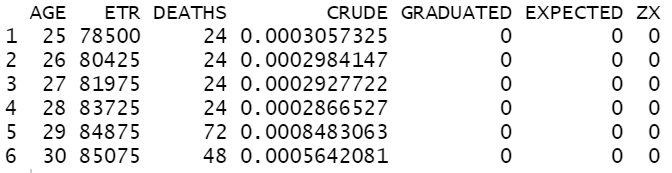 AGE ETR DEATHS CRUDE GRADUATED EXPECTED ZX
1 25 78500 24 0.0003057325 0 0 0
2 26 80425 24 0.0002984147 0 0 0
3 27 81975 24 0.0002927722 0 0 0
4 28 83725 24 0.0002866527 0 0 0
5 29 84875 72 0.0008483063 0 0 0
6 30 85075 48 0.0005642081 0 0 0